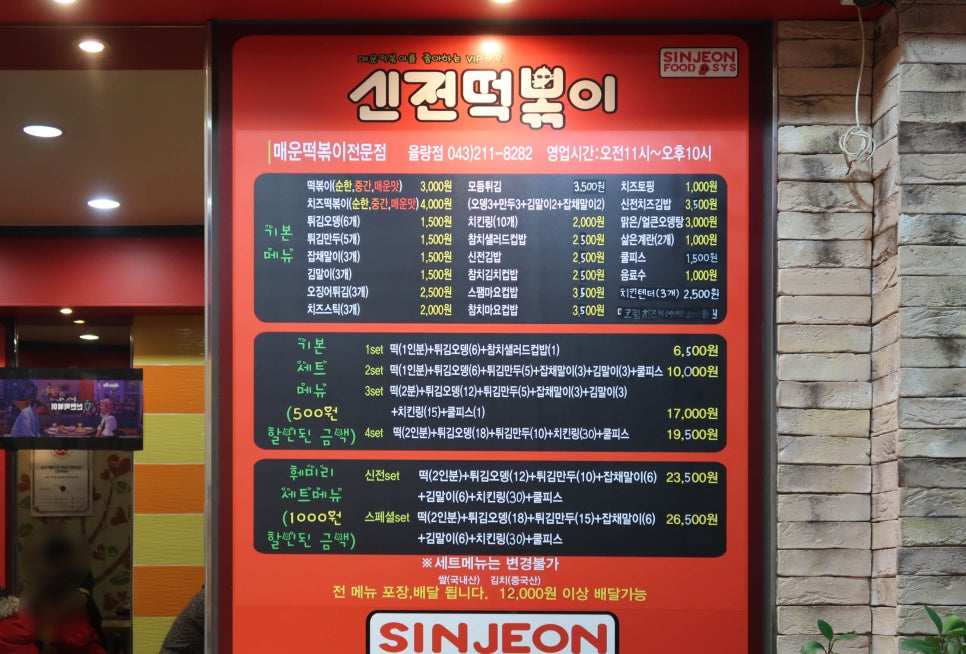 매운떡볶이를 좋아하는 VIP
신전떡볶이
SINJEON
FOOD SYS
매운떡볶이전문점 율량점 043)211-8282 영업시간:오전11시~오후10시
기본
메뉴
떡볶이(순한,중간,매운맛) 3,000원
치즈떡볶이(순한,중간,매운맛) 4,000원
튀김오뎅(6개) 1,500원
튀김만두(5개) 1,500원
잡채말이(3개) 1,500원
김말이(3개) 1,500원
오징어튀김(3개) 2,500원
치즈스틱(3개) 2,000원
모듬튀김 3,500원
(오뎅3+만두3+김말이2+잡채말이2)
치킨링(10개) 2,000원
참치샐러드컵밥 2,500원
신전김밥 2,500원
참치김치컵밥 2,500원
스팸마요컵밥 3,500원
참치마요컵밥 3,500원
치즈토핑 1,000원
신전치즈김밥 3,500원
맑은/얼큰오뎅탕 3,000원
삶은계란(2개) 1,000원
쿨피스 1,500원
음료수 1,000원
치킨텐더(3개) 2,500원
기본
세트
메뉴
(500원
할인된 금액)
1set 떡(1인분)+튀김오뎅(6)+참치샐러드컵밥(1) 6,500원
2set 떡(1인분)+튀김오뎅(6)+튀김만두(5)+잡채말이(3)+김말이(3)+쿨피스 10,000원
3set 떡(2분)+튀김오뎅(12)+튀김만두(5)+잡채말이(3)+김말이(3)
+치킨링(15)+쿨피스(1) 17,000원
4set 떡(2인분)+튀김오뎅(18)+튀김만두(10)+치킨링(30)+쿨피스 19,500원
훼미리
세트메뉴
(1000원
할인된 금액)
신전set 떡(2인분)+튀김오뎅(12)+튀김만두(10)+잡채말이(6) 23,500원
+김말이(6)+치킨링(30)+쿨피스
스페셜set 떡(2인분)+튀김오뎅(18)+튀김만두(15)+잡채말이(6) 26,500원
+김말이(6)+치킨링(30)+쿨피스
※세트메뉴는 변경불가
쌀(국내산) 김치(중국산)
전 메뉴 포장,배달 됩니다. 12,000원 이상 배달가능
SINJEON